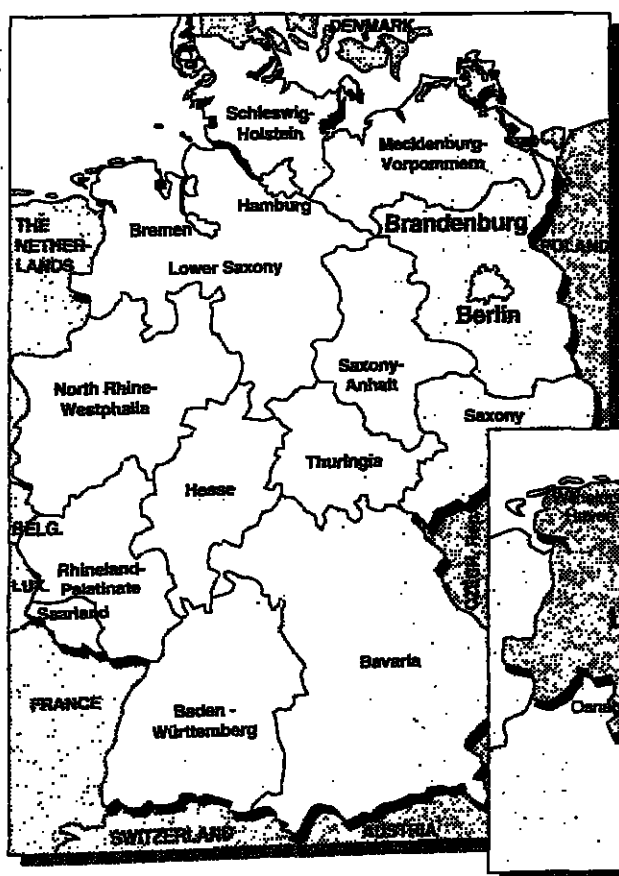 DENMARK
Schleswig-
Holstein
Mecklenburg-
Vorpommern
Hamburg
THE
NETHER-
LANDS
Bremen
Brandenburg
POLAND
Lower Saxony
Berlin
Saxony-
Anhalt
North Rhine-
Westphalia
Saxony
Thuringia
Hesse
BELG.
LUX.
Rhineland-
Palatinate
Saarland
Bavaria
FRANCE
Baden -
Württemberg
SWITZERLAND
AUSTRIA